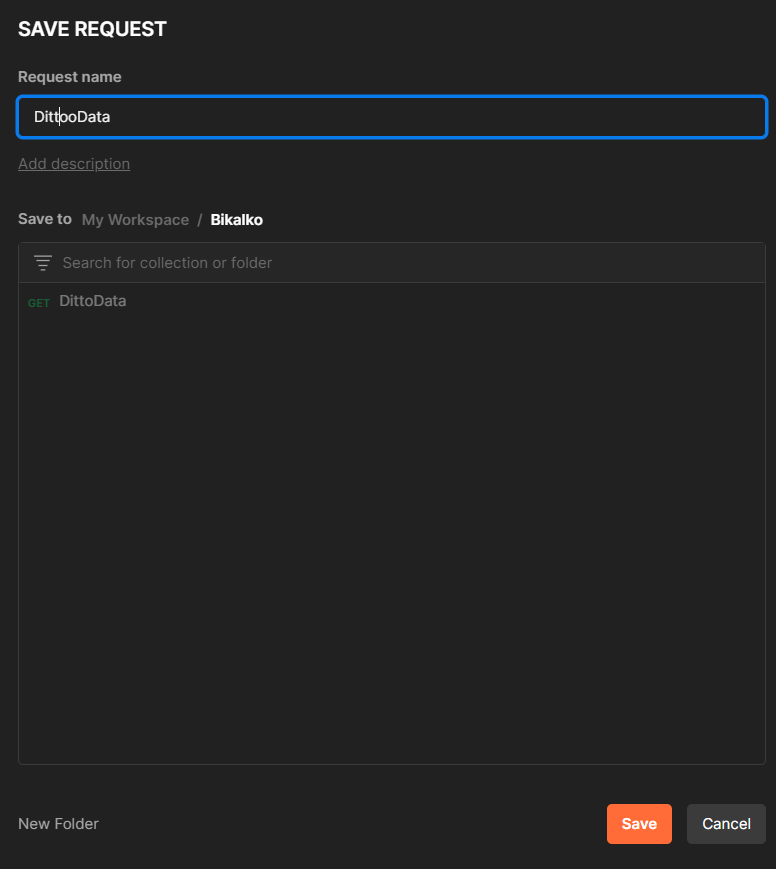 SAVE REQUEST
Request name
DittooData
Add description
Save to My Workspace / Bikalko
Search for collection or folder
GET DittoData
New Folder Save Cancel